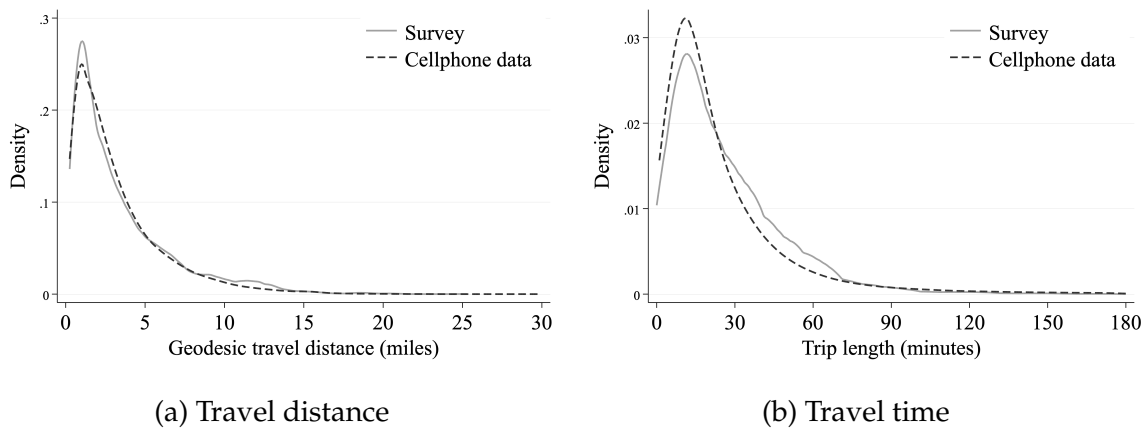 .3
.2
.1
0
Density
Survey
Cellphone data
0 5 10 15 20 25 30
Geodesic travel distance (miles)
(a) Travel distance
.03
.02
.01
0
Density
Survey
Cellphone data
0 30 60 90 120 150 180
Trip length (minutes)
(b) Travel time